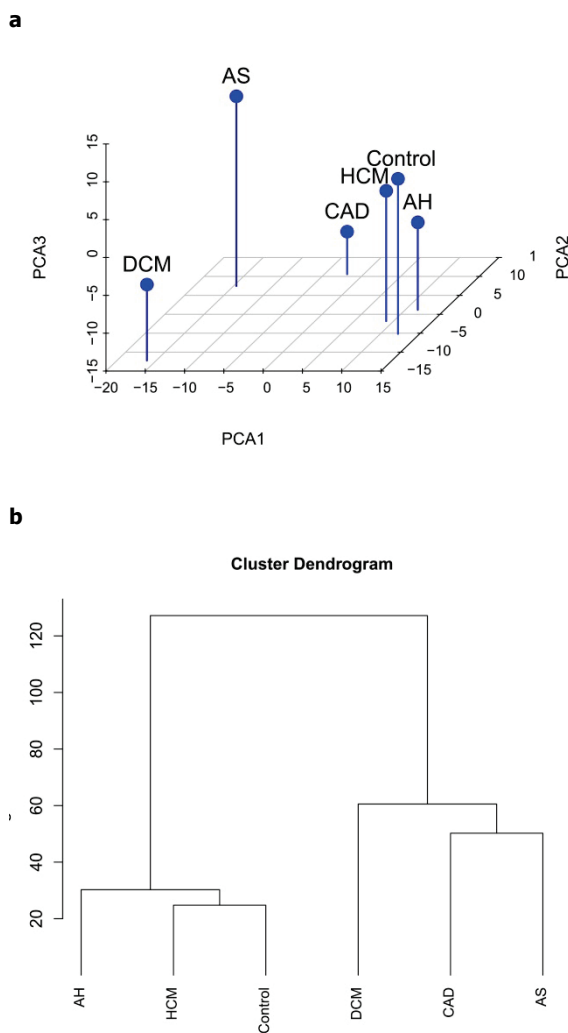 a
AS
Control
HCM
AH
CAD
DCM
15
10
5
0
−5
−10
−15
PCA3
−20 −15 −10 −5 0 5 10 15
PCA1
1
10
5
0
−5
−10
−15
PCA2
b
Cluster Dendrogram
120
100
80
60
40
20
AH HCM Control DCM CAD AS